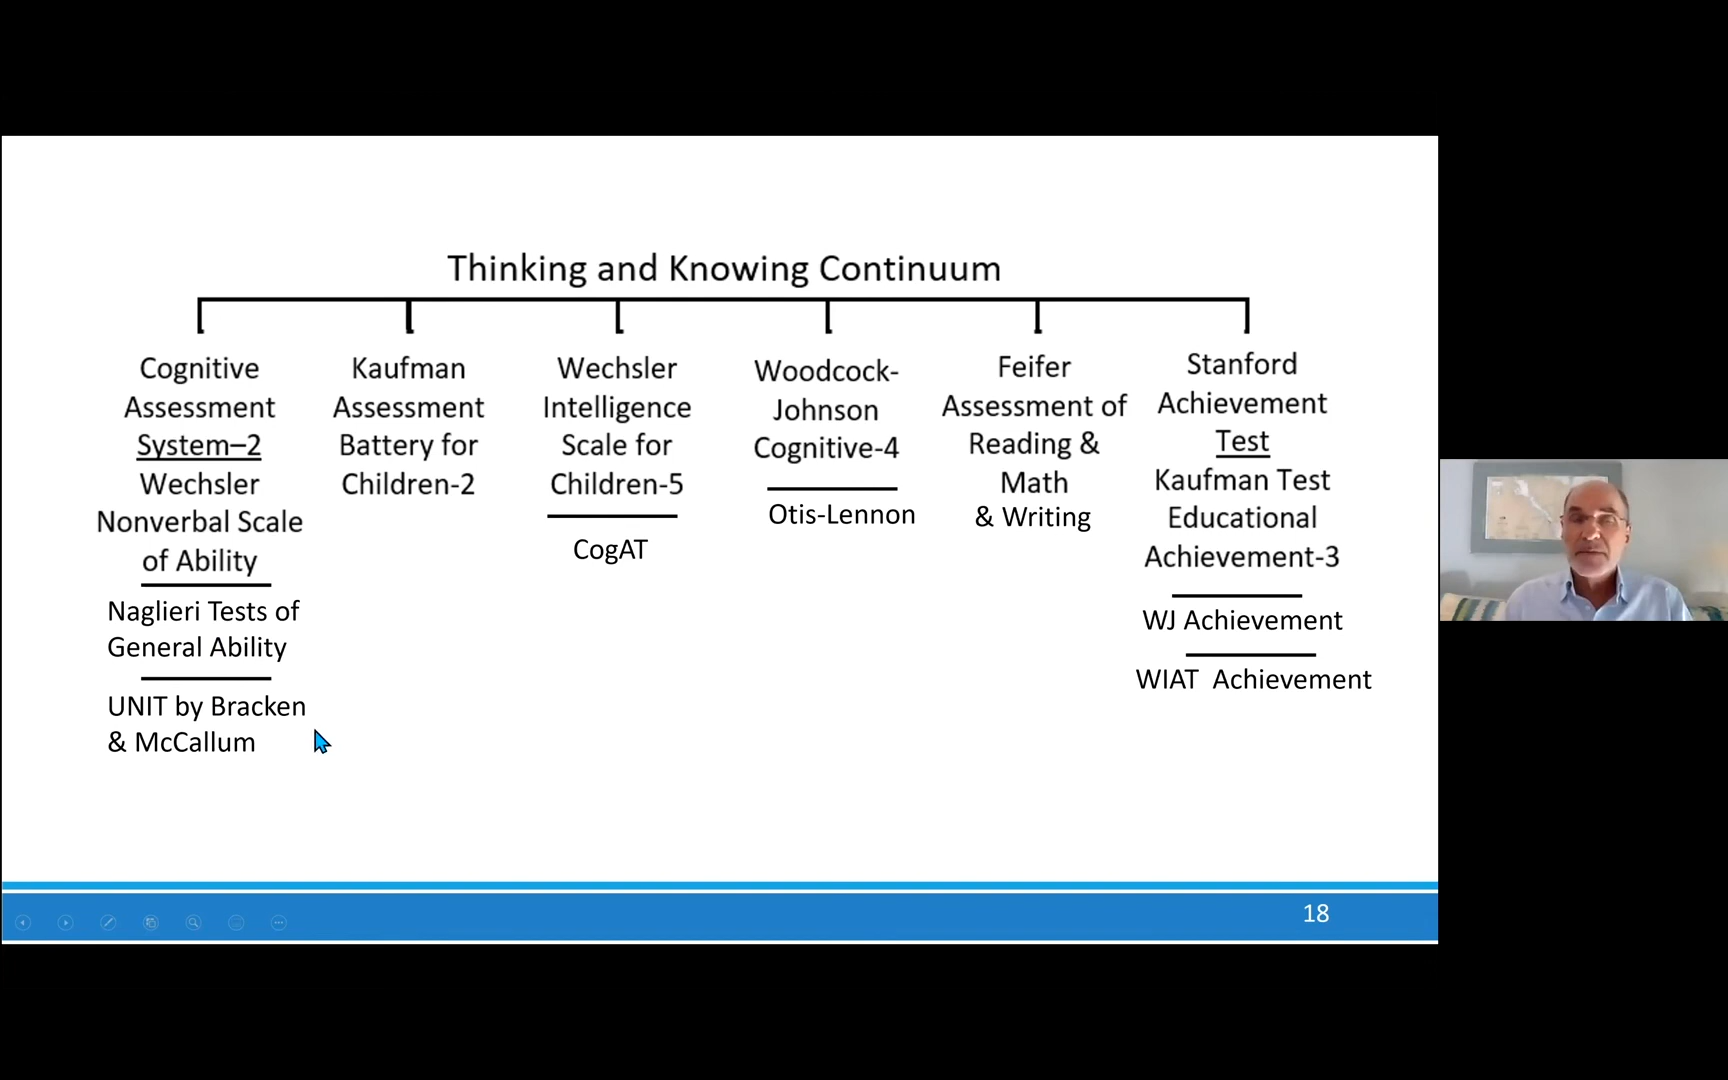 Thinking and Knowing Continuum
Cognitive
Assessment
System–2
Wechsler
Nonverbal Scale
of Ability
Naglieri Tests of
General Ability
UNIT by Bracken
& McCallum
Kaufman
Assessment
Battery for
Children-2
Wechsler
Intelligence
Scale for
Children-5
CogAT
Woodcock-
Johnson
Cognitive-4
Otis-Lennon
Feifer
Assessment of
Reading &
Math
& Writing
Stanford
Achievement
Test
Kaufman Test
Educational
Achievement-3
WJ Achievement
WIAT  Achievement
18